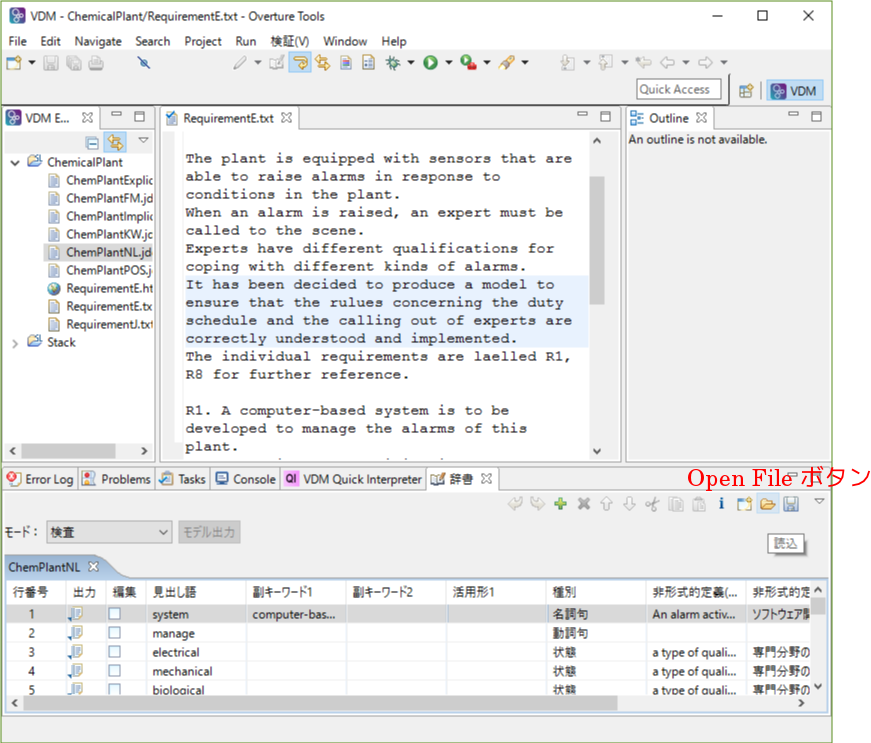 VDM - ChemicalPlant/RequirementE.txt - Overture Tools
File Edit Navigate Search Project Run 検証(V) Window Help
Quick Access VDM
VDM E...
ChemicalPlant
ChemPlantExplic
ChemPlantFM.jd
ChemPlantImplic
ChemPlantKW.jc
ChemPlantNL.jd
ChemPlantPOS.j
RequirementE.ht
RequirementE.tx
RequirementJ.txt
Stack
RequirementE.txt
The plant is equipped with sensors that are
able to raise alarms in response to
conditions in the plant.
When an alarm is raised, an expert must be
called to the scene.
Experts have different qualifications for
coping with different kinds of alarms.
It has been decided to produce a model to
ensure that the rulues concerning the duty
schedule and the calling out of experts are
correctly understood and implemented.
The individual requirements are laelled R1,
R8 for further reference.
R1. A computer-based system is to be
developed to manage the alarms of this
plant.
Outline
An outline is not available.
Error Log Problems Tasks Console QI VDM Quick Interpreter 辞書
Open File ボタン
モード： 検査 モデル出力
読込
ChemPlantNL
行番号 出力 編集 見出し語 副キーワード1 副キーワード2 活用形1 種別 非形式的定義(... 非形式的定
1 system computer-bas... 名詞句 An alarm activ... ソフトウェア関
2 manage 動詞句
3 electrical 状態 a type of quali... 専門分野の
4 mechanical 状態 a type of quali... 専門分野の
5 biological 状態 a type of quali... 専門分野の